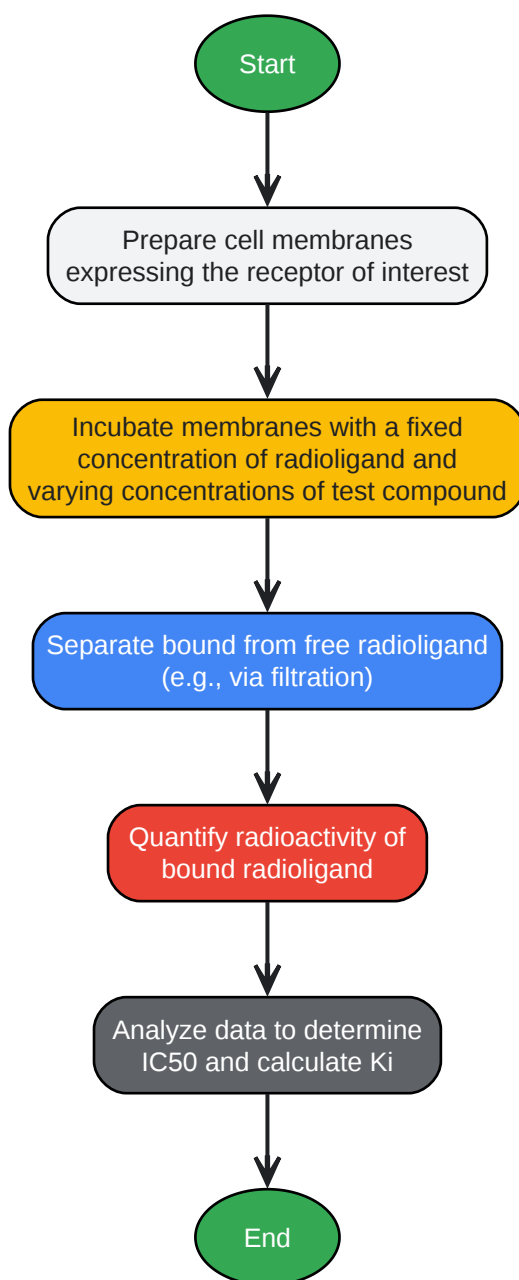 Start
Prepare cell membranes
expressing the receptor of interest
Incubate membranes with a fixed
concentration of radioligand and
varying concentrations of test compound
Separate bound from free radioligand
(e.g., via filtration)
Quantify radioactivity of
bound radioligand
Analyze data to determine
IC50 and calculate Ki
End